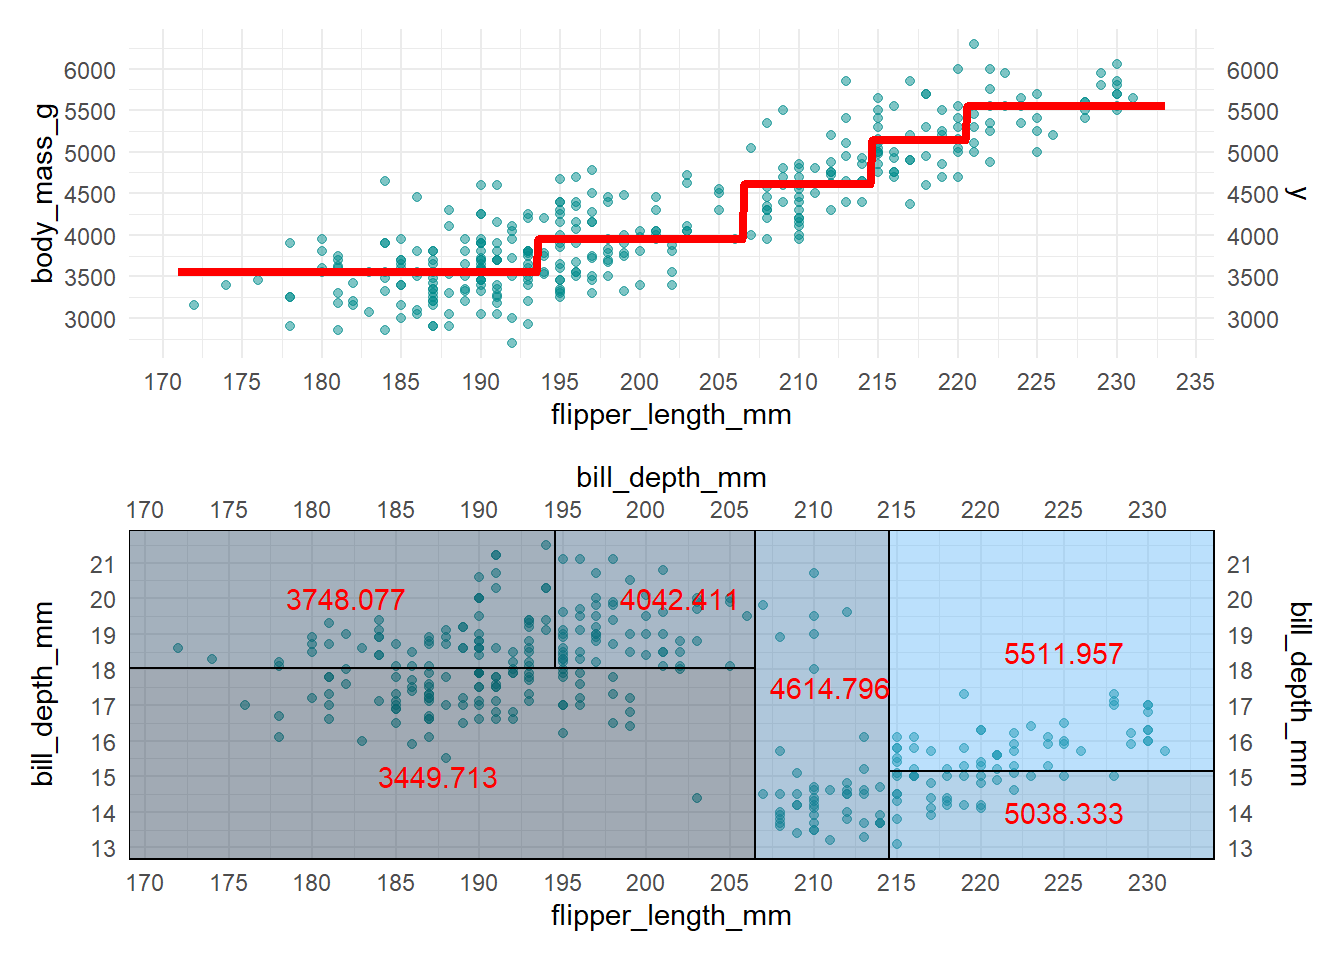 6000 6000
5500 5500
5000 5000
4500 4500
4000 4000
3500 3500
3000 3000
body_mass_g
y
170 175 180 185 190 195 200 205 210 215 220 225 230 235
flipper_length_mm
bill_depth_mm
170 175 180 185 190 195 200 205 210 215 220 225 230
21 21
20 3748.077 4042.411 20
19 19
5511.957
18 18
4614.796
17 17
16 16
15 3449.713 15
14 5038.333 14
13 13
bill_depth_mm
bill_depth_mm
170 175 180 185 190 195 200 205 210 215 220 225 230
flipper_length_mm